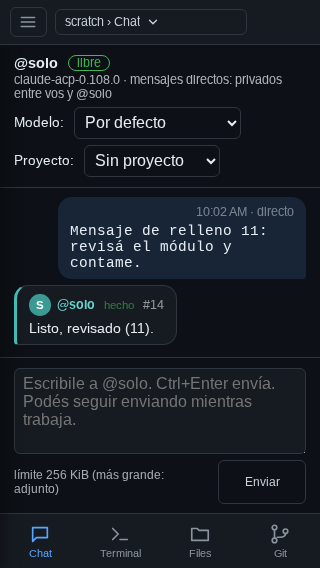 scratch › Chat
@solo libre
claude-acp-0.108.0 · mensajes directos: privados
entre vos y @solo
Modelo: Por defecto
Proyecto: Sin proyecto
10:02 AM · directo
Mensaje de relleno 11:
revisá el módulo y
contame.
S @solo hecho #14
Listo, revisado (11).
Escribile a @solo. Ctrl+Enter envía.
Podés seguir enviando mientras
trabaja.
límite 256 KiB (más grande:
adjunto)
Enviar
Chat Terminal Files Git